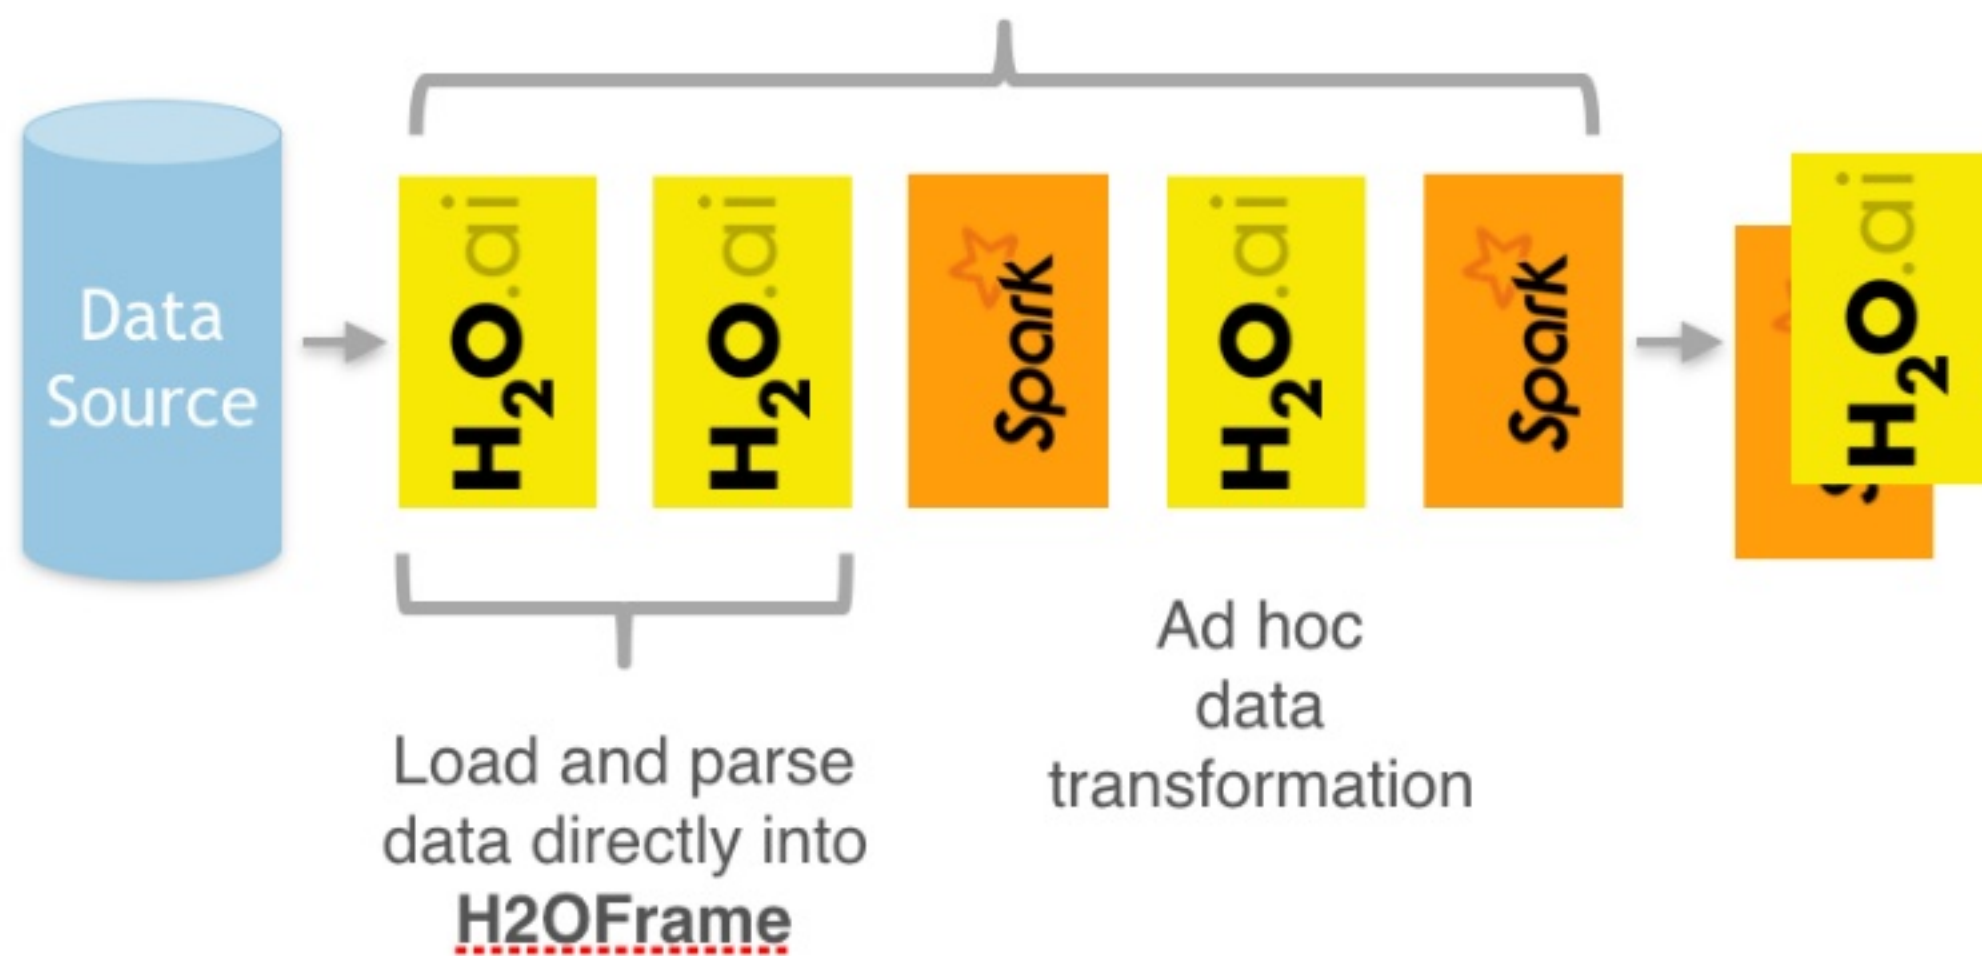 Data
Source
H2O.ai
H2O.ai
Spark
H2O.ai
Spark
H2O.ai
Load and parse
data directly into
H2OFrame
Ad hoc
data
transformation